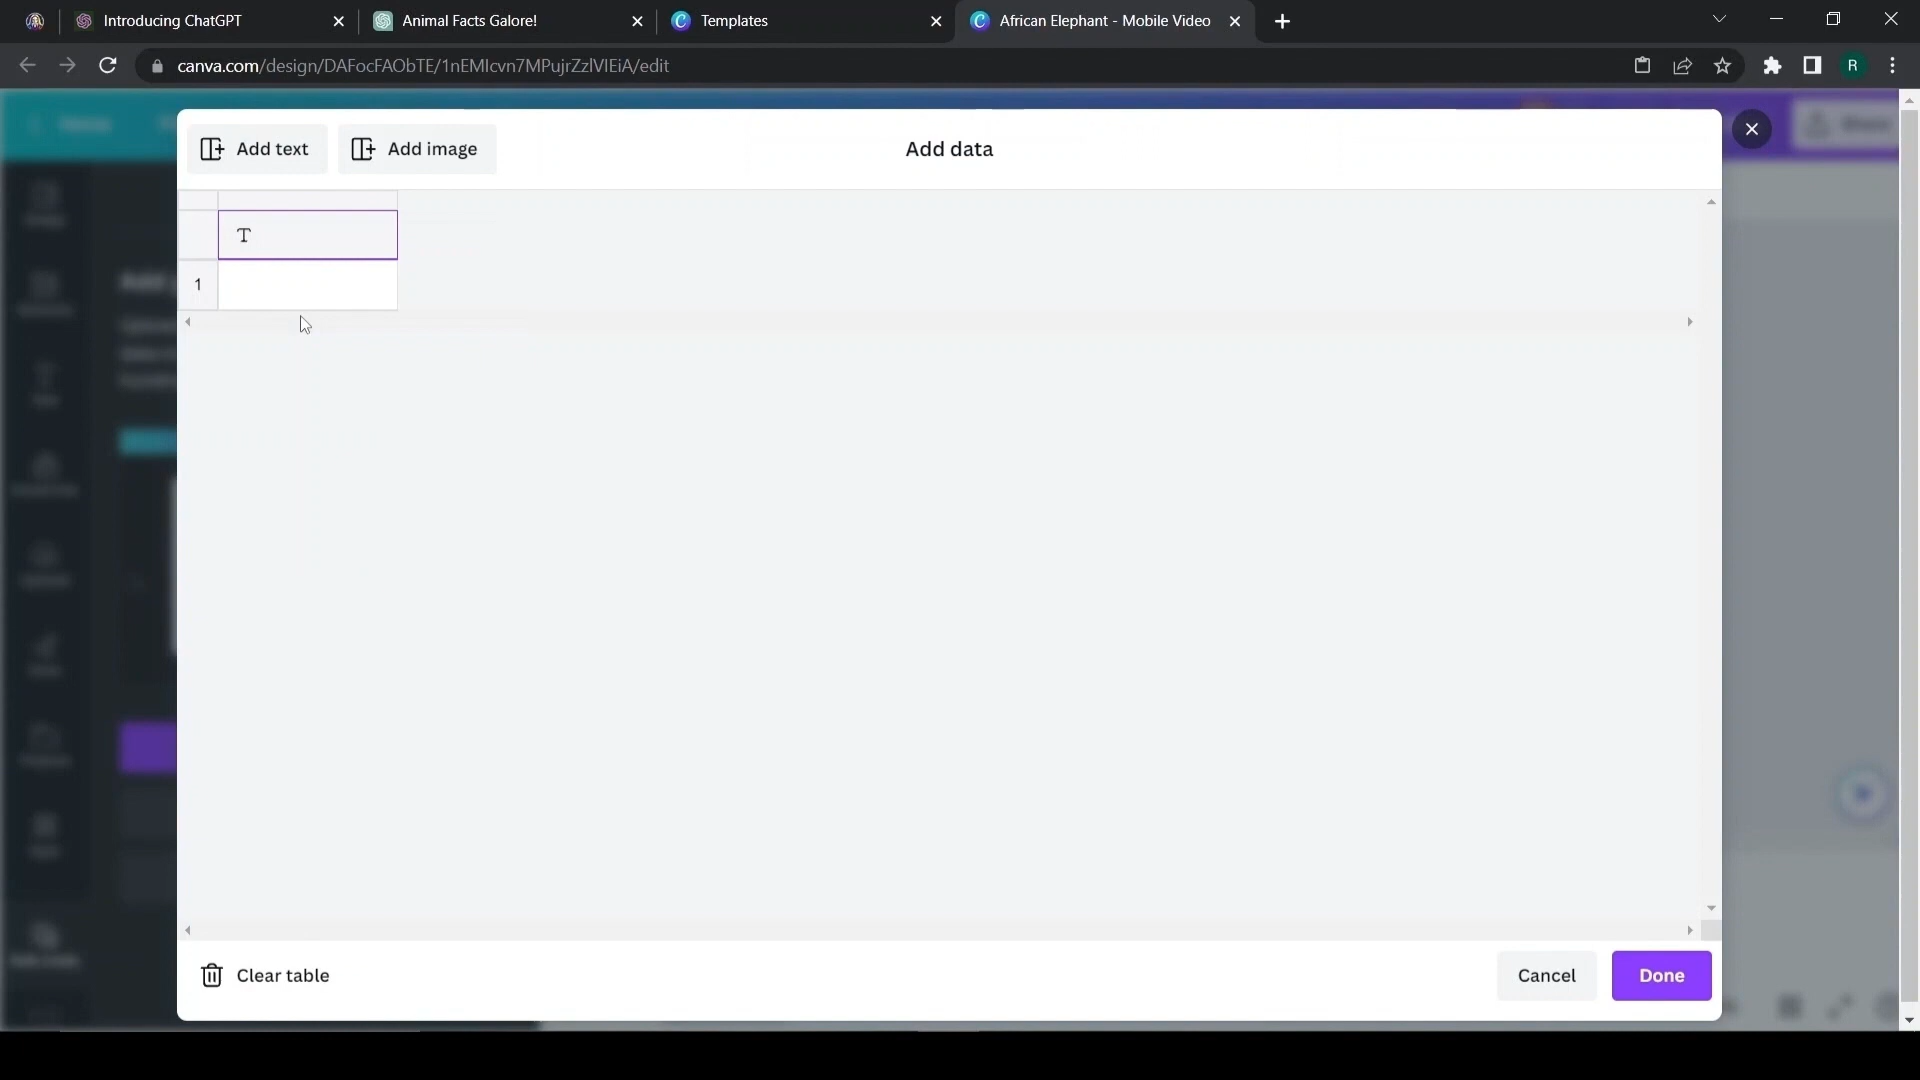 Introducing ChatGPT
Animal Facts Galore!
Templates
African Elephant - Mobile Video
canva.com/design/DAFocFAObTE/1nEMIcvn7MPujrZzlVIEiA/edit
R
Add text
Add image
Add data
T
1
Clear table
Cancel
Done